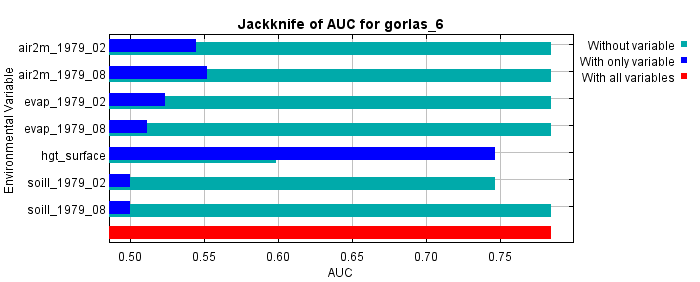 Jackknife of AUC for gorlas_6
Environmental Variable
air2m_1979_02
air2m_1979_08
evap_1979_02
evap_1979_08
hgt_surface
soill_1979_02
soill_1979_08
0.50 0.55 0.60 0.65 0.70 0.75
AUC
Without variable
With only variable
With all variables